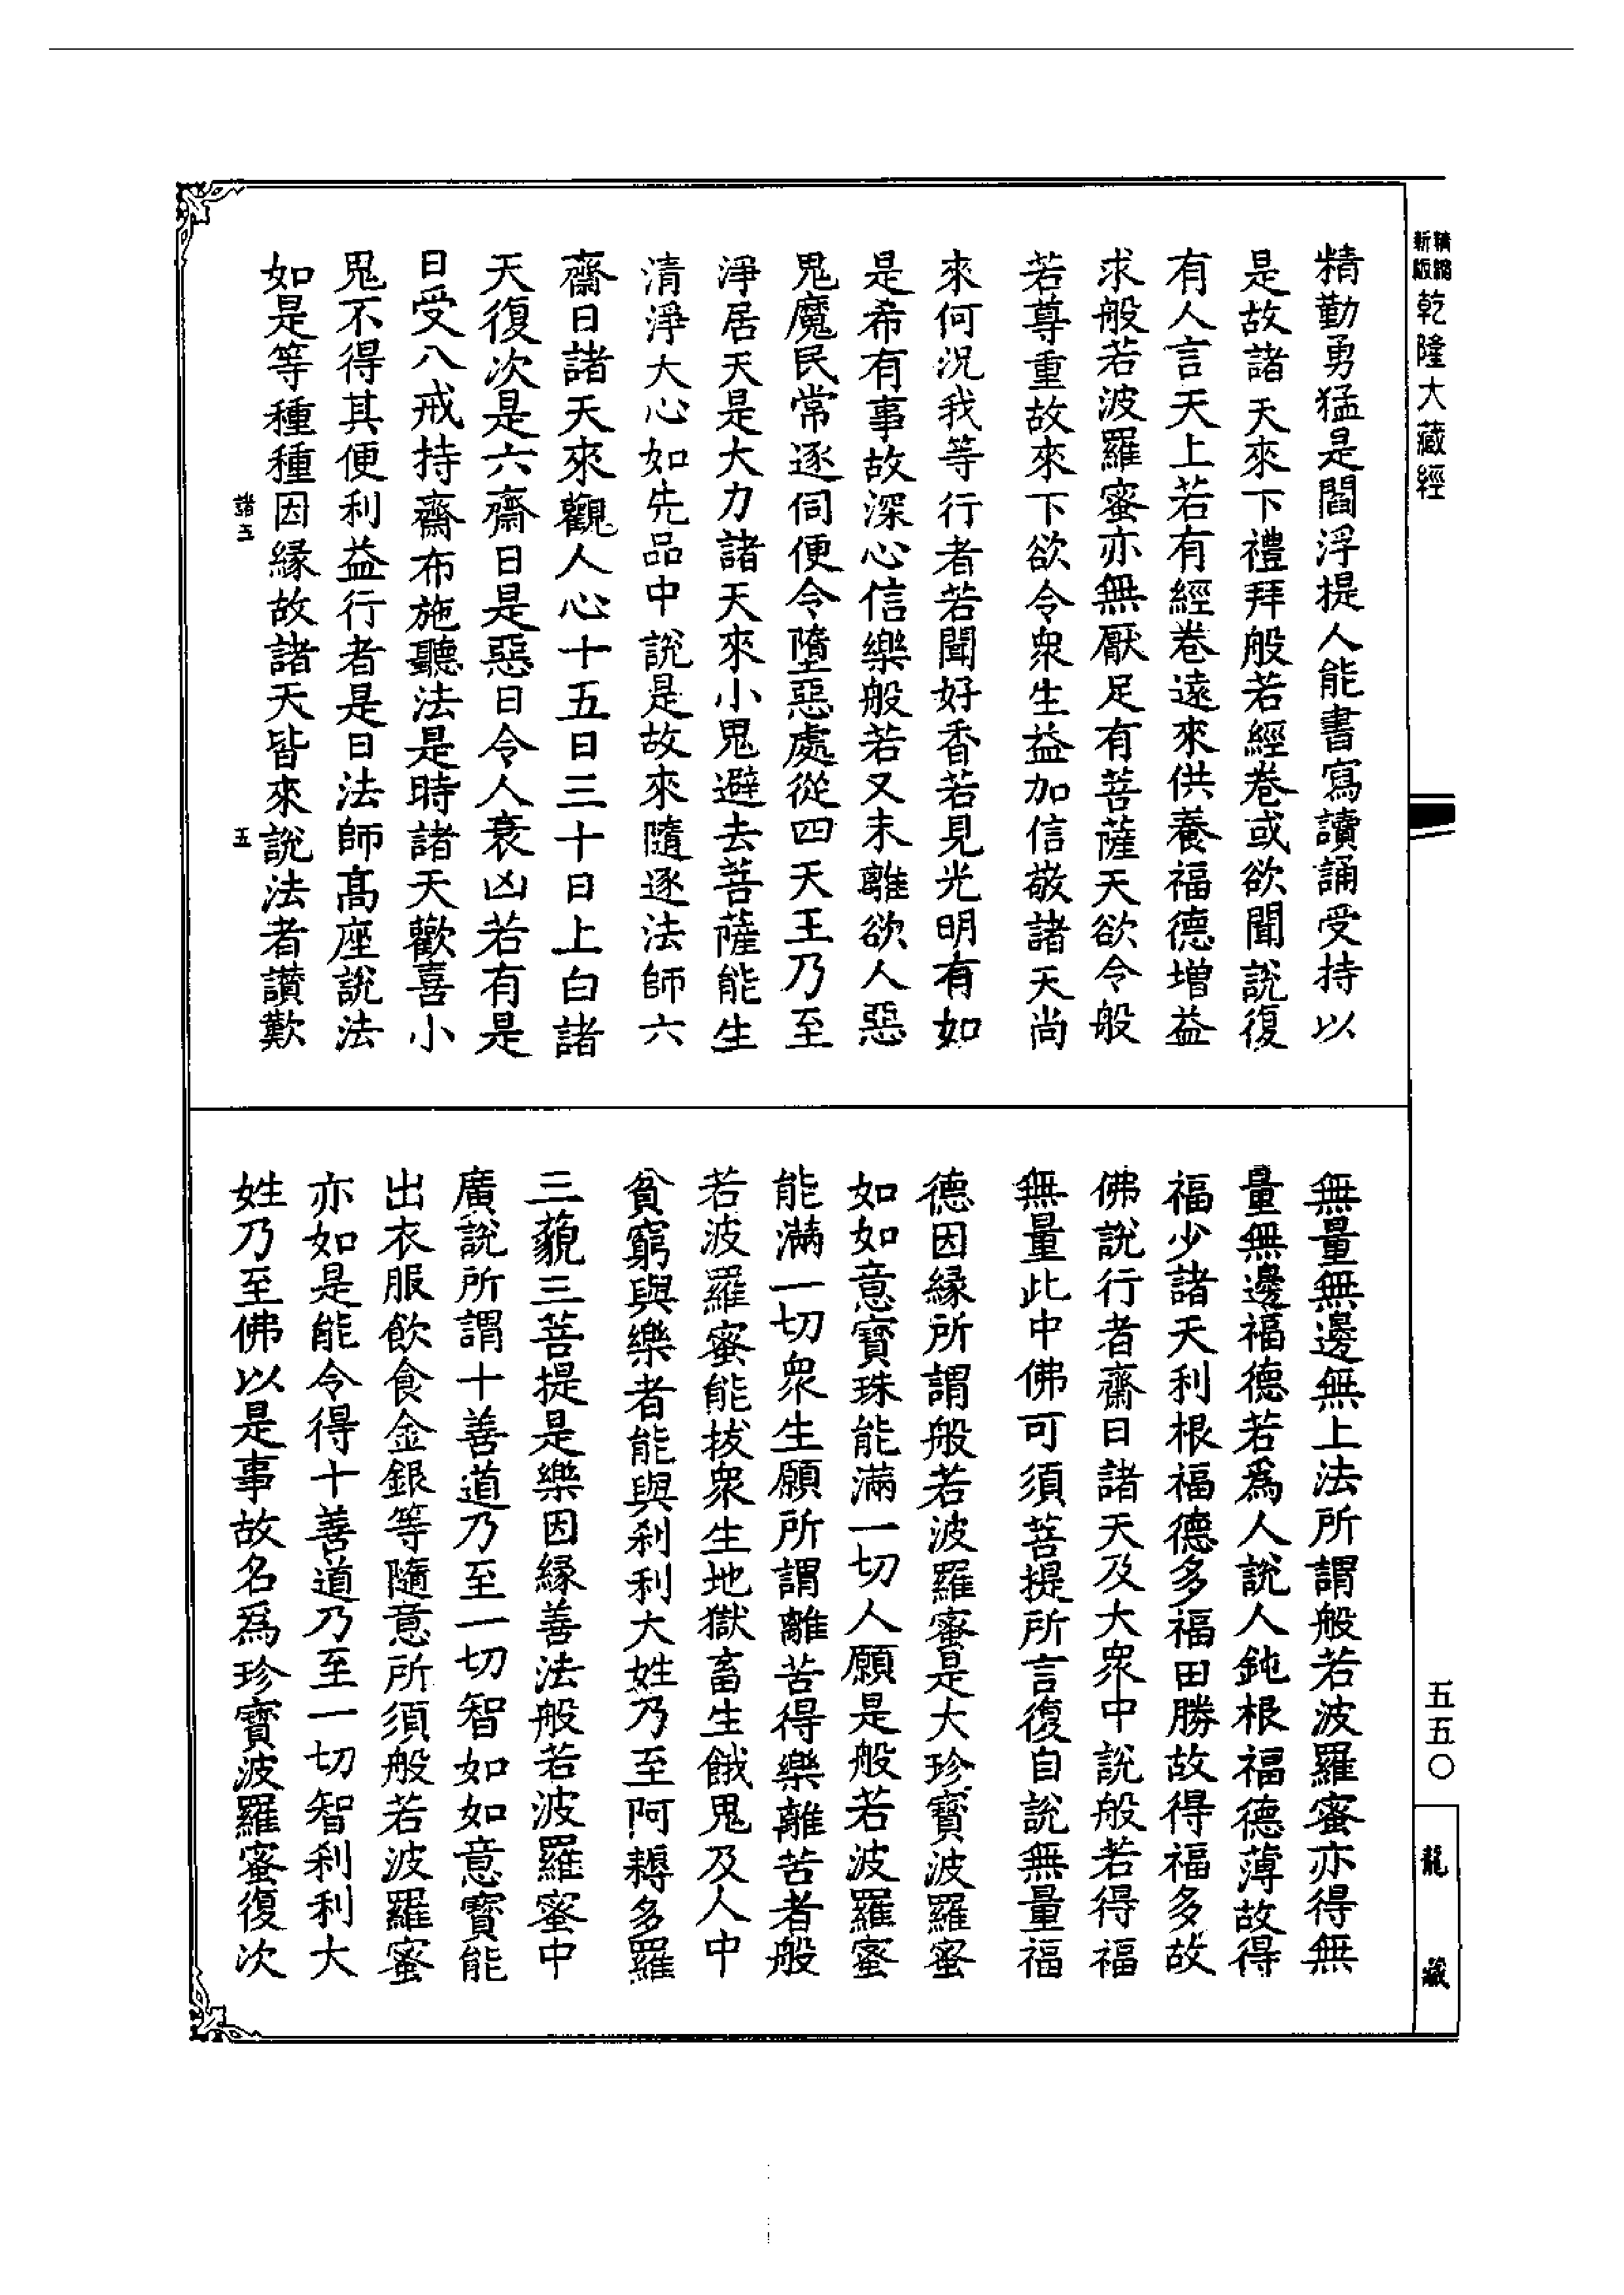 精縮新版乾隆大藏經
精勤勇猛是閻浮提人能書寫讀誦受持以
是故諸天來下禮拜般若經卷或欲聞說復
有人言天上若有經卷遠來供養福德增益
求般若波羅蜜亦無厭足有菩薩天欲令般
若尊重故來下欲令衆生益加信敬諸天尚
來何況我等行者若聞好香若見光明有如
是希有事故深心信樂般若又未離欲人惡
鬼魔民常逐伺便令墮惡處從四天王乃至
淨居天是大力諸天來小鬼避去菩薩能生
清淨大心如先品中說是故來隨逐法師六
齋日諸天來觀人心十五日三十日上白諸
天復次是六齋日是惡日令人衰凶若有是
日受八戒持齋布施聽法是時諸天歡喜小
鬼不得其便利益行者是日法師髙座說法
如是等種種因緣故諸天皆來說法者讃歎
諸五
五
無量無邊無上法所謂般若波羅蜜亦得無
量無邊福德若爲人說人鈍根福德薄故得
福少諸天利根福德多福田勝故得福多故
佛說行者齋日諸天及大衆中說般若得福
無量此中佛可須菩提所言復自說無量福
德因緣所謂般若波羅蜜是大珍寶波羅蜜
如如意寶珠能滿一切人願是般若波羅蜜
能滿一切衆生願所謂離苦得樂離苦者般
若波羅蜜能拔衆生地獄畜生餓鬼及人中
貧窮與樂者能與刹利大姓乃至阿耨多羅
三藐三菩提是樂因緣善法般若波羅蜜中
廣說所謂十善道乃至一切智如如意寶能
出衣服飲食金銀等隨意所須般若波羅蜜
亦如是能令得十善道乃至一切智刹利大
姓乃至佛以是事故名爲珍寶波羅蜜復次
五五〇
龍藏